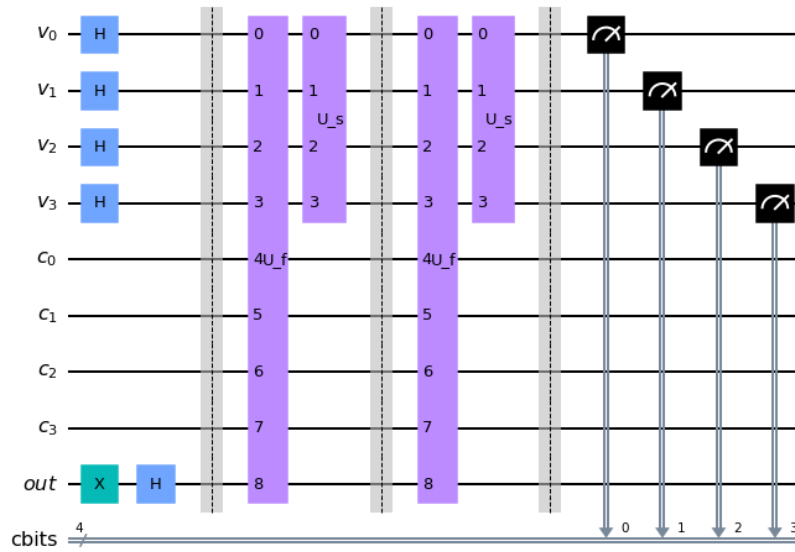 v0 H 0 0 0 0
v1 H 1 1 1 1
U_s U_s
v2 H 2 2 2 2
v3 H 3 3 3 3
c0 4U_f 4U_f
c1 5 5
c2 6 6
c3 7 7
out X H 8 8
cbits 4 0 1 2 3